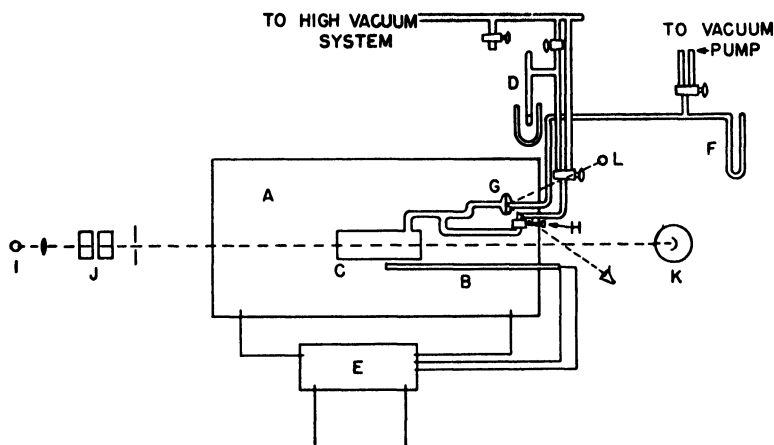 TO HIGH VACUUM
SYSTEM
TO VACUUM
PUMP
D
F
L
A
G
H
I
J
C
B
K
E